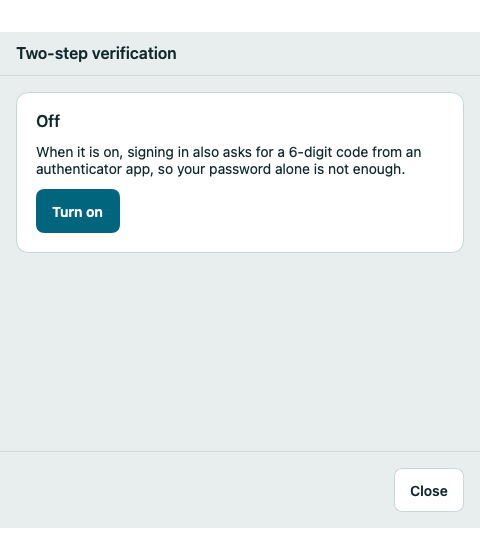 Two-step verification
Off
When it is on, signing in also asks for a 6-digit code from an
authenticator app, so your password alone is not enough.
Turn on
Close